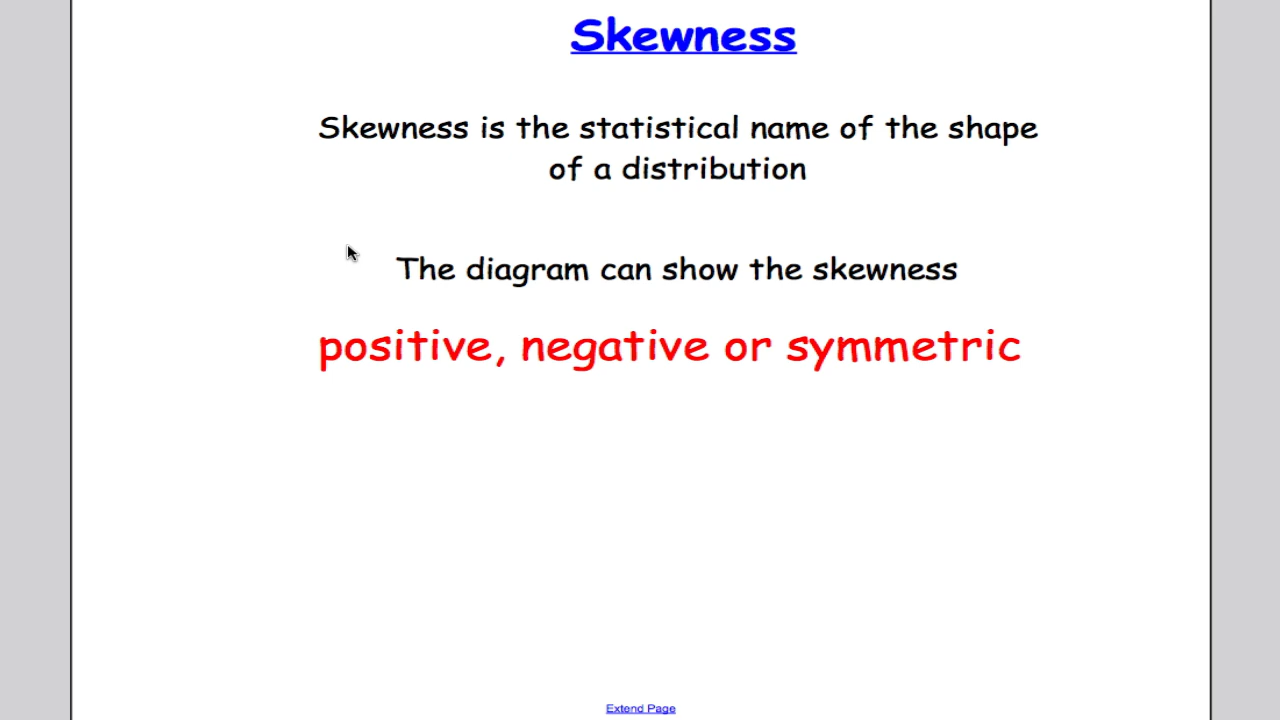 Skewness
Skewness is the statistical name of the shape
of a distribution
The diagram can show the skewness
positive, negative or symmetric
Extend Page